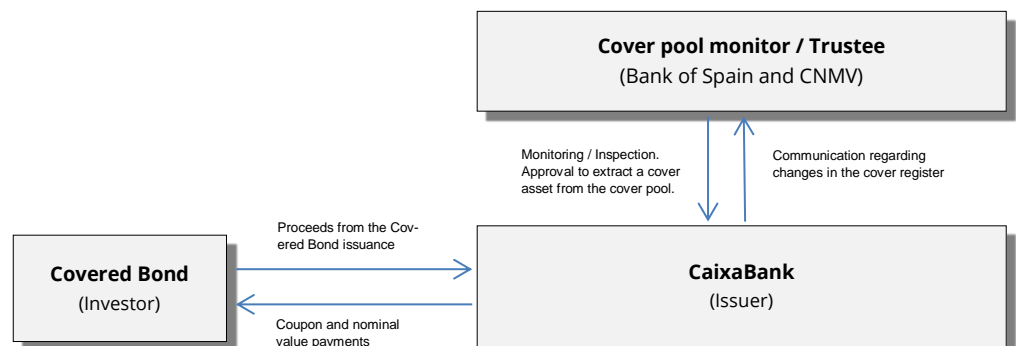 Cover pool monitor / Trustee
(Bank of Spain and CNMV)
Monitoring / Inspection.
Approval to extract a cover
asset from the cover pool.
Communication regarding
changes in the cover register
Proceeds from the Cov-
ered Bond issuance
Covered Bond
(Investor)
CaixaBank
(Issuer)
Coupon and nominal
value payments